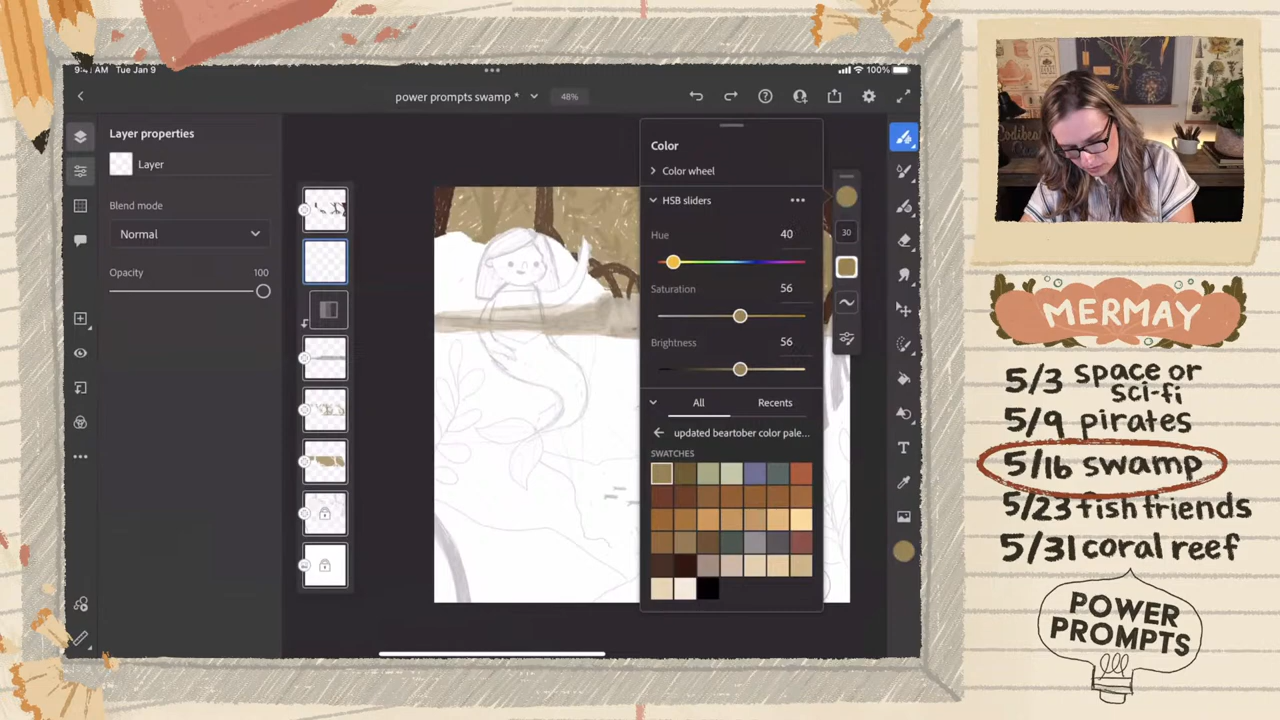 9:41 AM Tue Jan 9
100%
power prompts swamp *
48%
Layer properties
Layer
Blend mode
Normal
Opacity 100
Color
Color wheel
HSB sliders
Hue 40
Saturation 56
Brightness 56
All Recents
updated beartober color pale...
SWATCHES
30
T
MERMAY
5/3 space or
sci-fi
5/9 pirates
5/16 swamp
5/23 fish friends
5/31 coral reef
POWER
PROMPTS